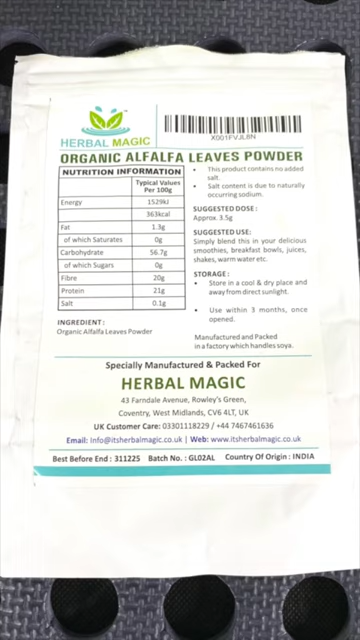 HERBAL MAGIC
X001FVJL8N
ORGANIC ALFALFA LEAVES POWDER
NUTRITION INFORMATION
Typical Values
Per 100g
Energy 1529kJ
363kcal
Fat 1.3g
of which Saturates 0g
Carbohydrate 56.7g
of which Sugars 0g
Fibre 20g
Protein 21g
Salt 0.1g
INGREDIENT :
Organic Alfalfa Leaves Powder
• This product contains no added
salt.
• Salt content is due to naturally
occurring sodium.
SUGGESTED DOSE :
Approx. 3.5g
SUGGESTED USE:
Simply blend this in your delicious
smoothies, breakfast bowls, juices,
shakes, warm water etc.
STORAGE :
• Store in a cool & dry place and
away from direct sunlight.
• Use within 3 months, once
opened.
Manufactured and Packed
in a factory which handles soya.
Specially Manufactured & Packed For
HERBAL MAGIC
43 Farndale Avenue, Rowley's Green,
Coventry, West Midlands, CV6 4LT, UK
UK Customer Care: 03301118229 / +44 7467461636
Email: Info@itsherbalmagic.co.uk | Web: www.itsherbalmagic.co.uk
Best Before End : 311225 Batch No. : GL02AL Country Of Origin : INDIA